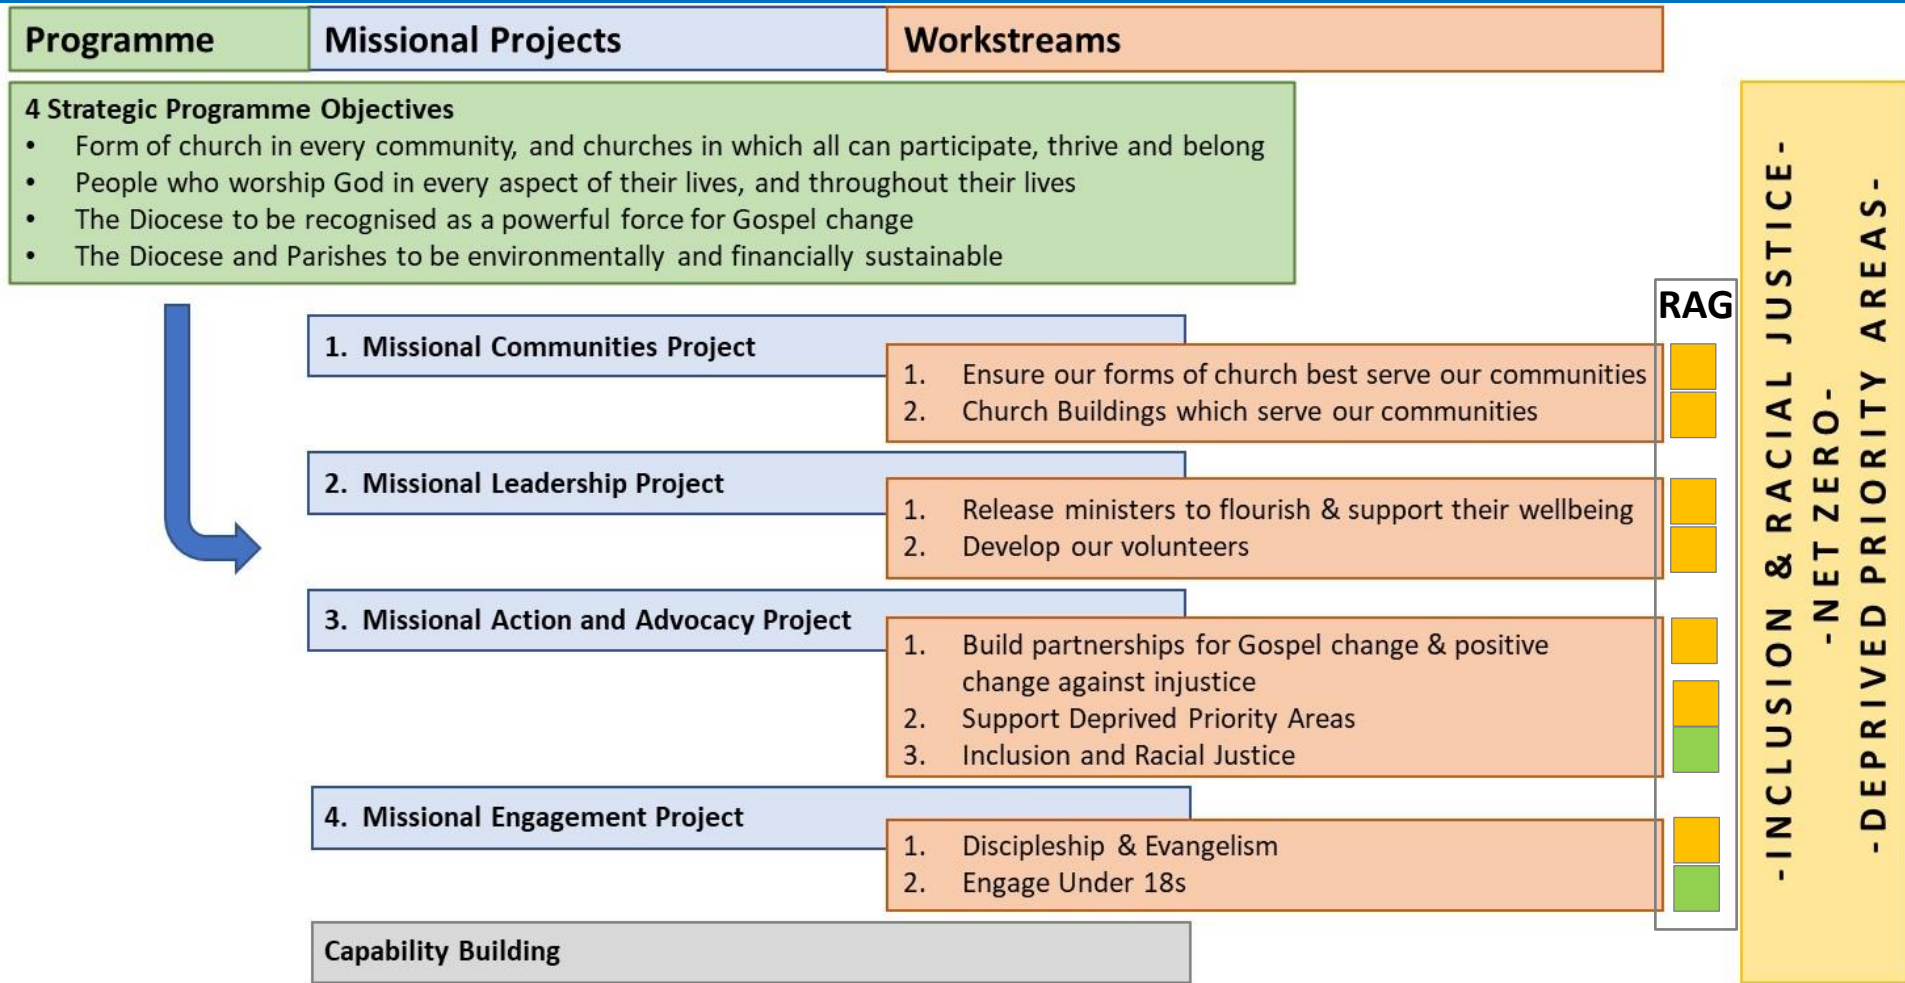 Programme
Missional Projects
Workstreams
4 Strategic Programme Objectives
• Form of church in every community, and churches in which all can participate, thrive and belong
• People who worship God in every aspect of their lives, and throughout their lives
• The Diocese to be recognised as a powerful force for Gospel change
• The Diocese and Parishes to be environmentally and financially sustainable
RAG
1. Missional Communities Project
1. Ensure our forms of church best serve our communities
2. Church Buildings which serve our communities
2. Missional Leadership Project
1. Release ministers to flourish & support their wellbeing
2. Develop our volunteers
3. Missional Action and Advocacy Project
1. Build partnerships for Gospel change & positive
change against injustice
2. Support Deprived Priority Areas
3. Inclusion and Racial Justice
4. Missional Engagement Project
1. Discipleship & Evangelism
2. Engage Under 18s
Capability Building
-INCLUSION & RACIAL JUSTICE-
-NET ZERO-
-DEPRIVED PRIORITY AREAS-